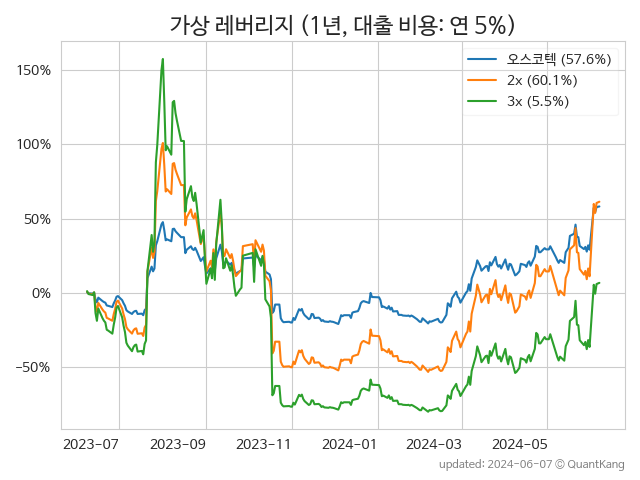 가상 레버리지 (1년, 대출 비용: 연 5%)
오스코텍 (57.6%)
2x (60.1%)
3x (5.5%)
150%
100%
50%
0%
−50%
2023-07 2023-09 2023-11 2024-01 2024-03 2024-05
updated: 2024-06-07 © QuantKang